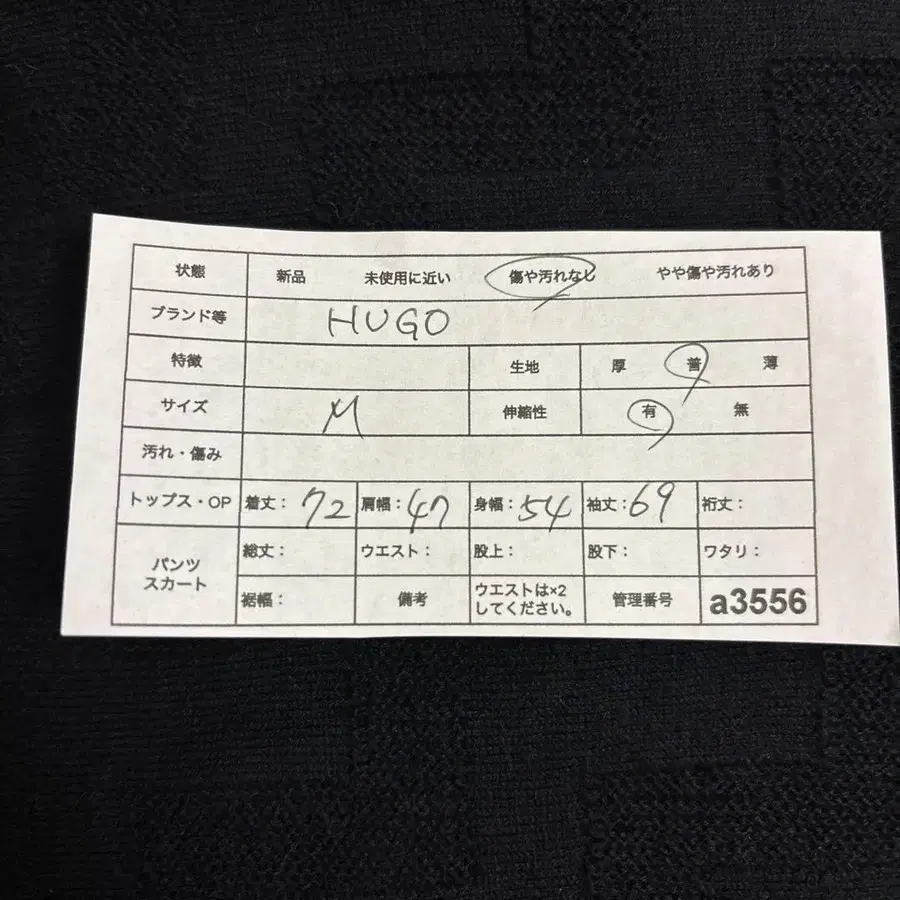 状態 新品 未使用に近い 傷や汚れなし やや傷や汚れあり
ブランド等 HUGO
特徴 生地 厚 普 薄
サイズ M 伸縮性 有 無
汚れ・傷み
トップス・OP 着丈： 72 肩幅： 47 身幅： 54 袖丈： 69 裄丈：
パンツ スカート 総丈： ウエスト： 股上： 股下： ワタリ：
裾幅： 備考 ウエストは×2 してください。 管理番号 a3556